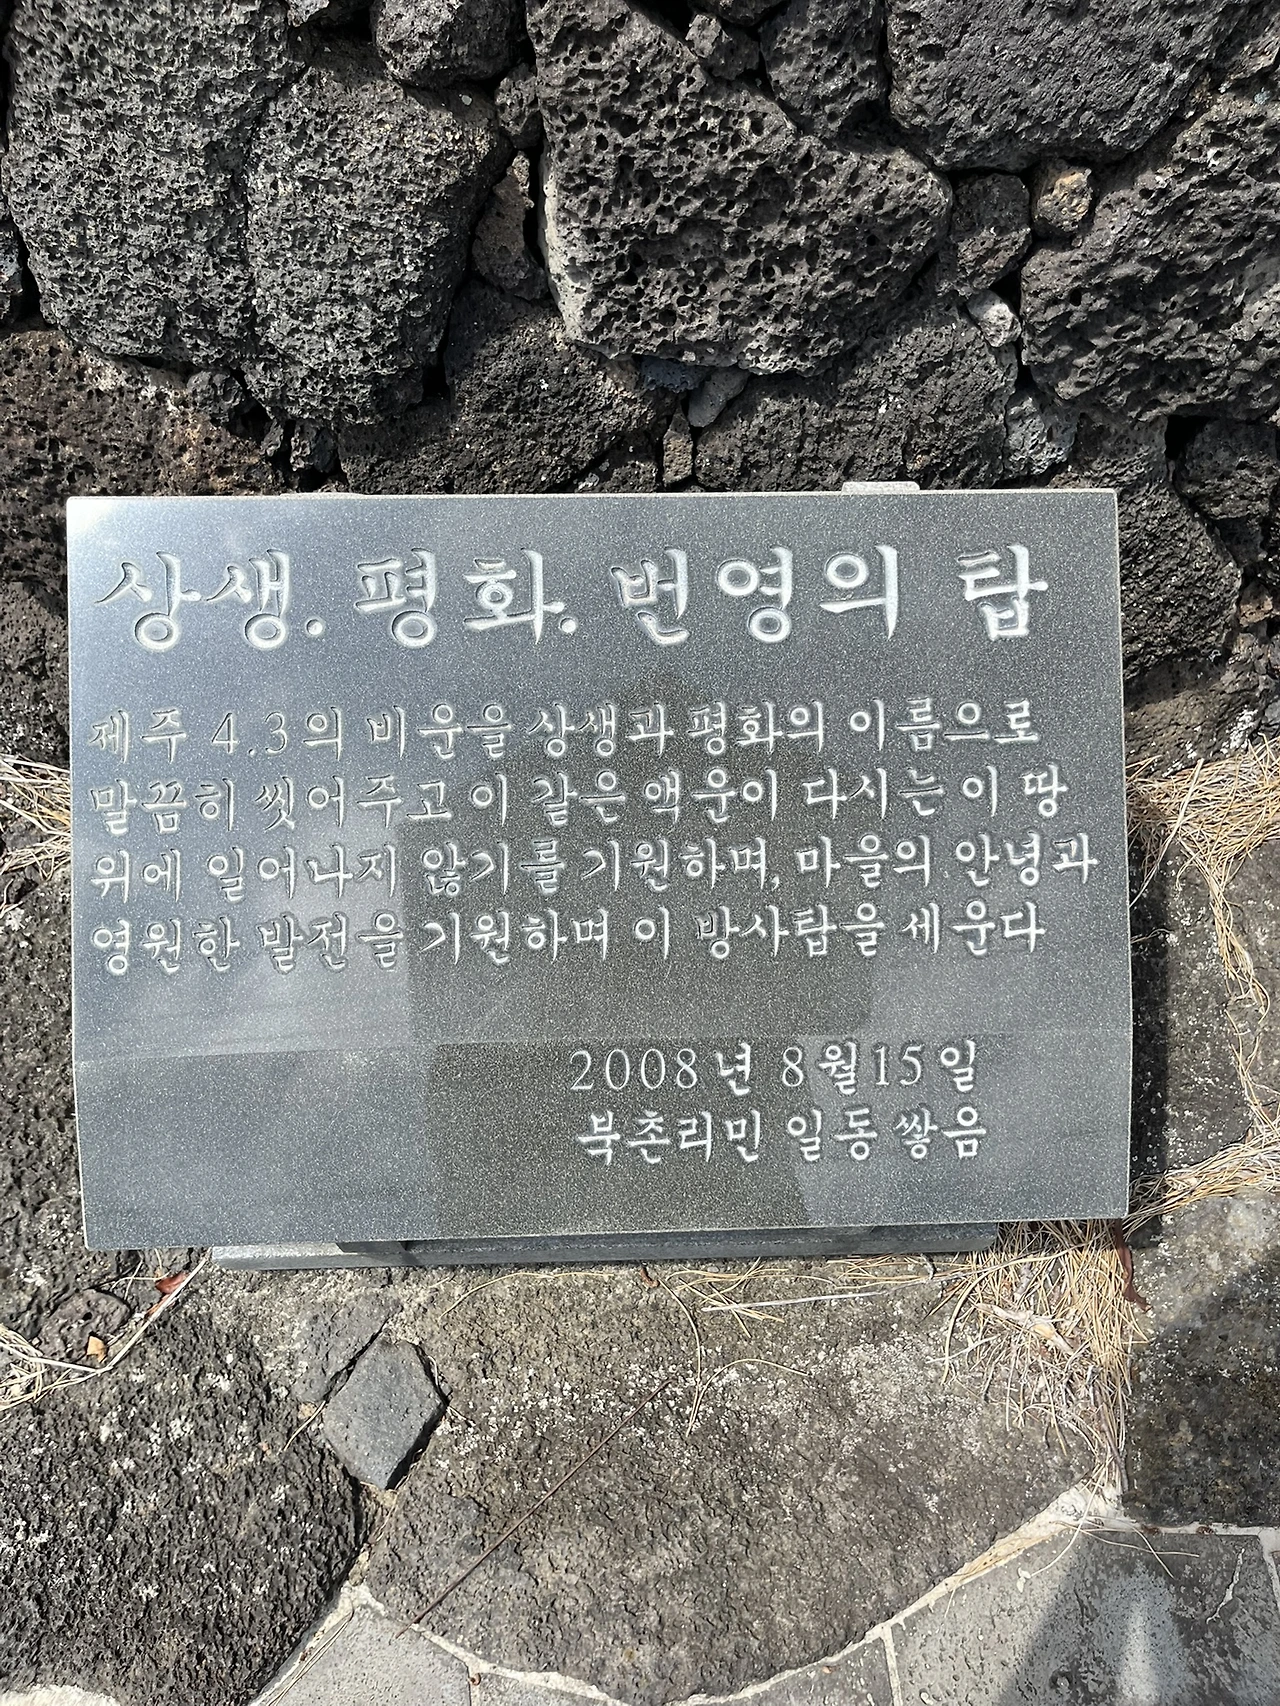 상생. 평화. 번영의 탑
제주 4.3의 비운을 상생과 평화의 이름으로
말끔히 씻어주고 이 같은 액운이 다시는 이 땅
위에 일어나지 않기를 기원하며, 마을의 안녕과
영원한 발전을 기원하며 이 방사탑을 세운다
2008년 8월15일
북촌리민 일동 쌓음